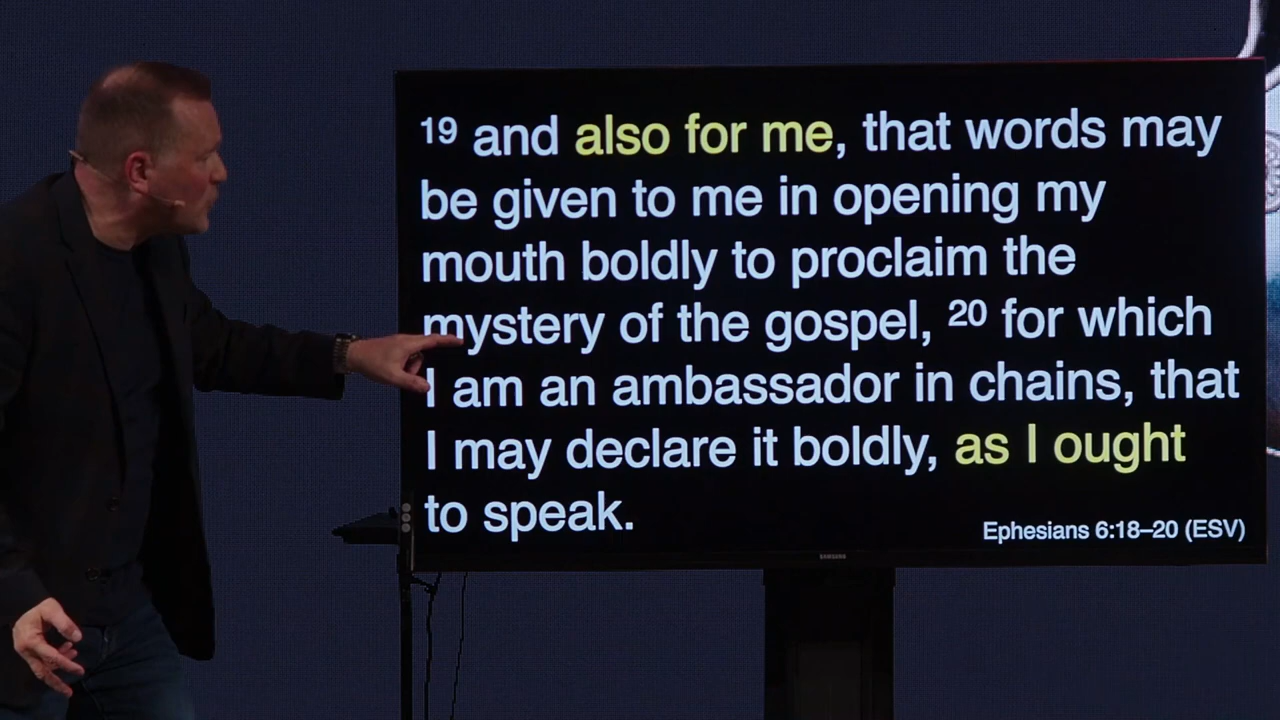 19 and also for me, that words may
be given to me in opening my
mouth boldly to proclaim the
mystery of the gospel, 20 for which
I am an ambassador in chains, that
I may declare it boldly, as I ought
to speak.
Ephesians 6:18–20 (ESV)
SAMSUNG